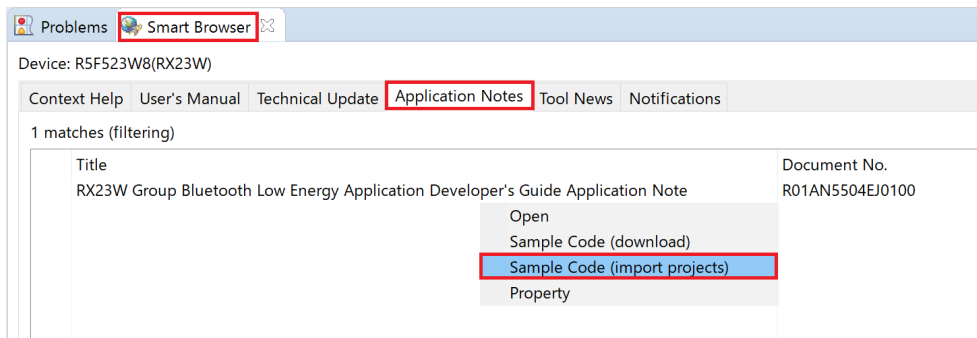 Problems Smart Browser
Device: R5F523W8(RX23W)
Context Help User's Manual Technical Update Application Notes Tool News Notifications
1 matches (filtering)
Title Document No.
RX23W Group Bluetooth Low Energy Application Developer's Guide Application Note R01AN5504EJ0100
Open
Sample Code (download)
Sample Code (import projects)
Property